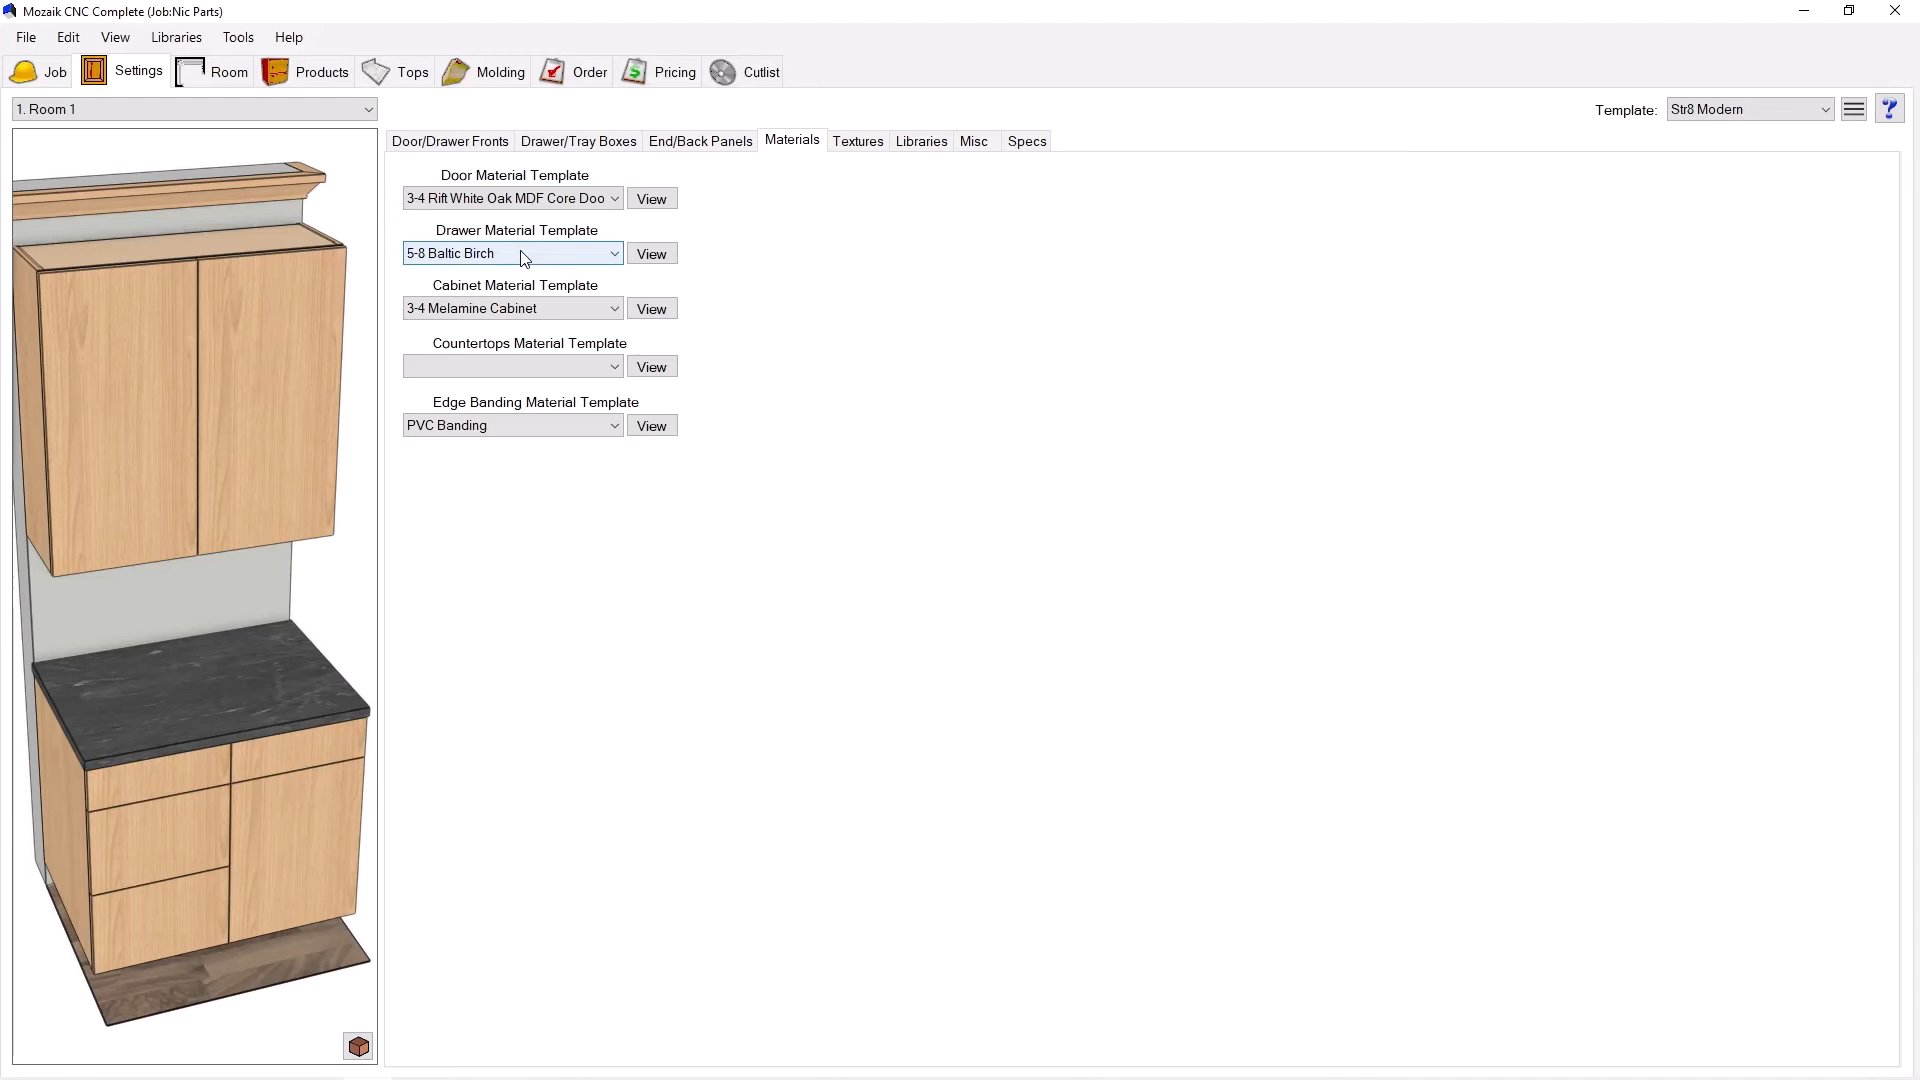 Mozaik CNC Complete (Job:Nic Parts)
File Edit View Libraries Tools Help
Job Settings Room Products Tops Molding Order Pricing Cutlist
1. Room 1
Template: Str8 Modern
Door/Drawer Fronts Drawer/Tray Boxes End/Back Panels Materials Textures Libraries Misc Specs
Door Material Template
3-4 Rift White Oak MDF Core Doo View
Drawer Material Template
5-8 Baltic Birch View
Cabinet Material Template
3-4 Melamine Cabinet View
Countertops Material Template
View
Edge Banding Material Template
PVC Banding View